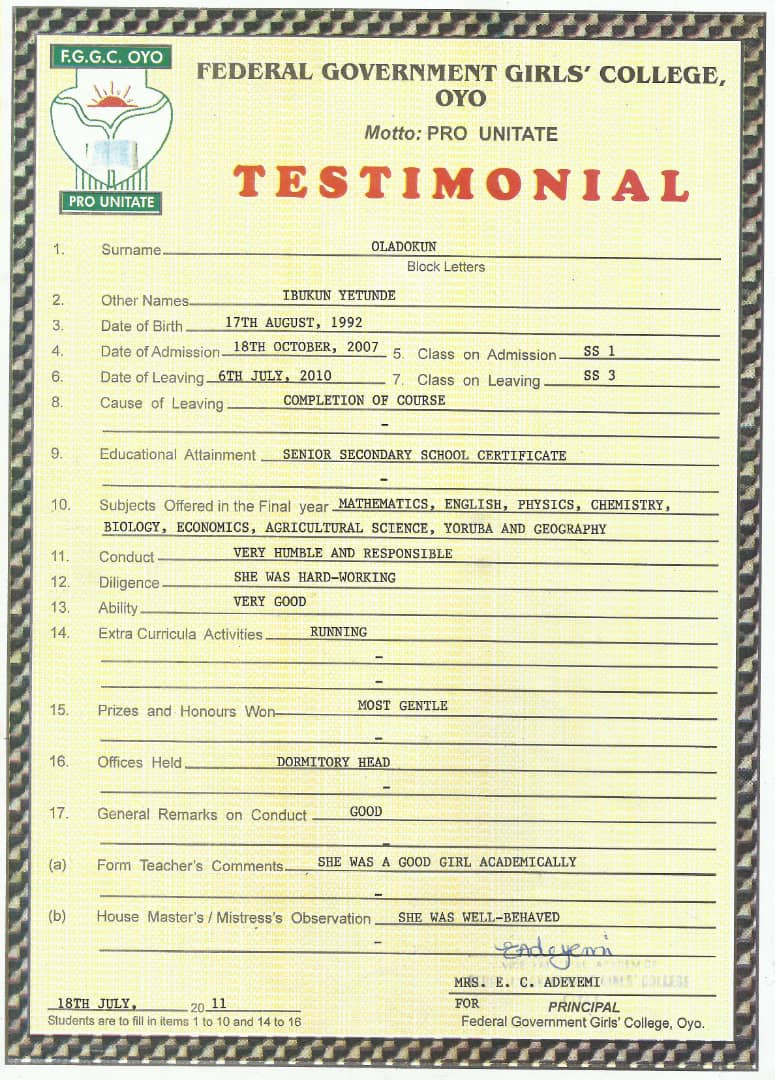 F.G.G.C. OYO
PRO UNITATE
FEDERAL GOVERNMENT GIRLS' COLLEGE,
OYO
Motto: PRO UNITATE
TESTIMONIAL
1. Surname OLADOKUN
Block Letters
2. Other Names IBUKUN YETUNDE
3. Date of Birth 17TH AUGUST, 1992
4. Date of Admission 18TH OCTOBER, 2007 5. Class on Admission SS 1
6. Date of Leaving 6TH JULY, 2010 7. Class on Leaving SS 3
8. Cause of Leaving COMPLETION OF COURSE
-
9. Educational Attainment SENIOR SECONDARY SCHOOL CERTIFICATE
-
10. Subjects Offered in the Final year MATHEMATICS, ENGLISH, PHYSICS, CHEMISTRY,
BIOLOGY, ECONOMICS, AGRICULTURAL SCIENCE, YORUBA AND GEOGRAPHY
11. Conduct VERY HUMBLE AND RESPONSIBLE
12. Diligence SHE WAS HARD-WORKING
13. Ability VERY GOOD
14. Extra Curricula Activities RUNNING
-
-
15. Prizes and Honours Won MOST GENTLE
-
16. Offices Held DORMITORY HEAD
-
17. General Remarks on Conduct GOOD
-
(a) Form Teacher's Comments SHE WAS A GOOD GIRL ACADEMICALLY
-
(b) House Master's / Mistress's Observation SHE WAS WELL-BEHAVED
-
Eadeyemi
GIRLS' COLLEGE
MRS. E. C. ADEYEMI
18TH JULY, 20 11 FOR PRINCIPAL
Students are to fill in items 1 to 10 and 14 to 16 Federal Government Girls' College, Oyo.